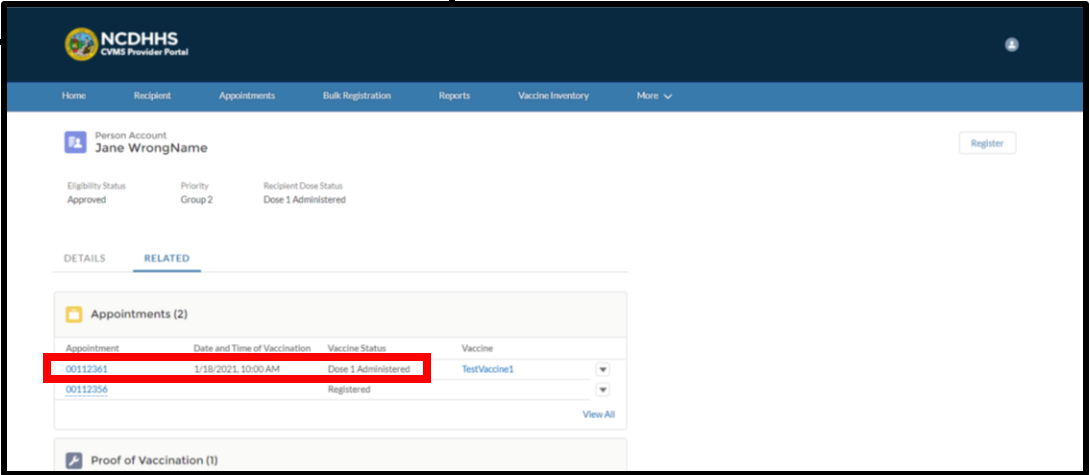 NCDHHS
CVMS Provider Portal
Home Recipient Appointments Bulk Registration Reports Vaccine Inventory More
Person Account
Jane WrongName
Register
Eligibility Status Priority Recipient Dose Status
Approved Group 2 Dose 1 Administered
DETAILS RELATED
Appointments (2)
Appointment Date and Time of Vaccination Vaccine Status Vaccine
00112361 1/18/2021, 10:00 AM Dose 1 Administered TestVaccine1
00112356 Registered
View All
Proof of Vaccination (1)